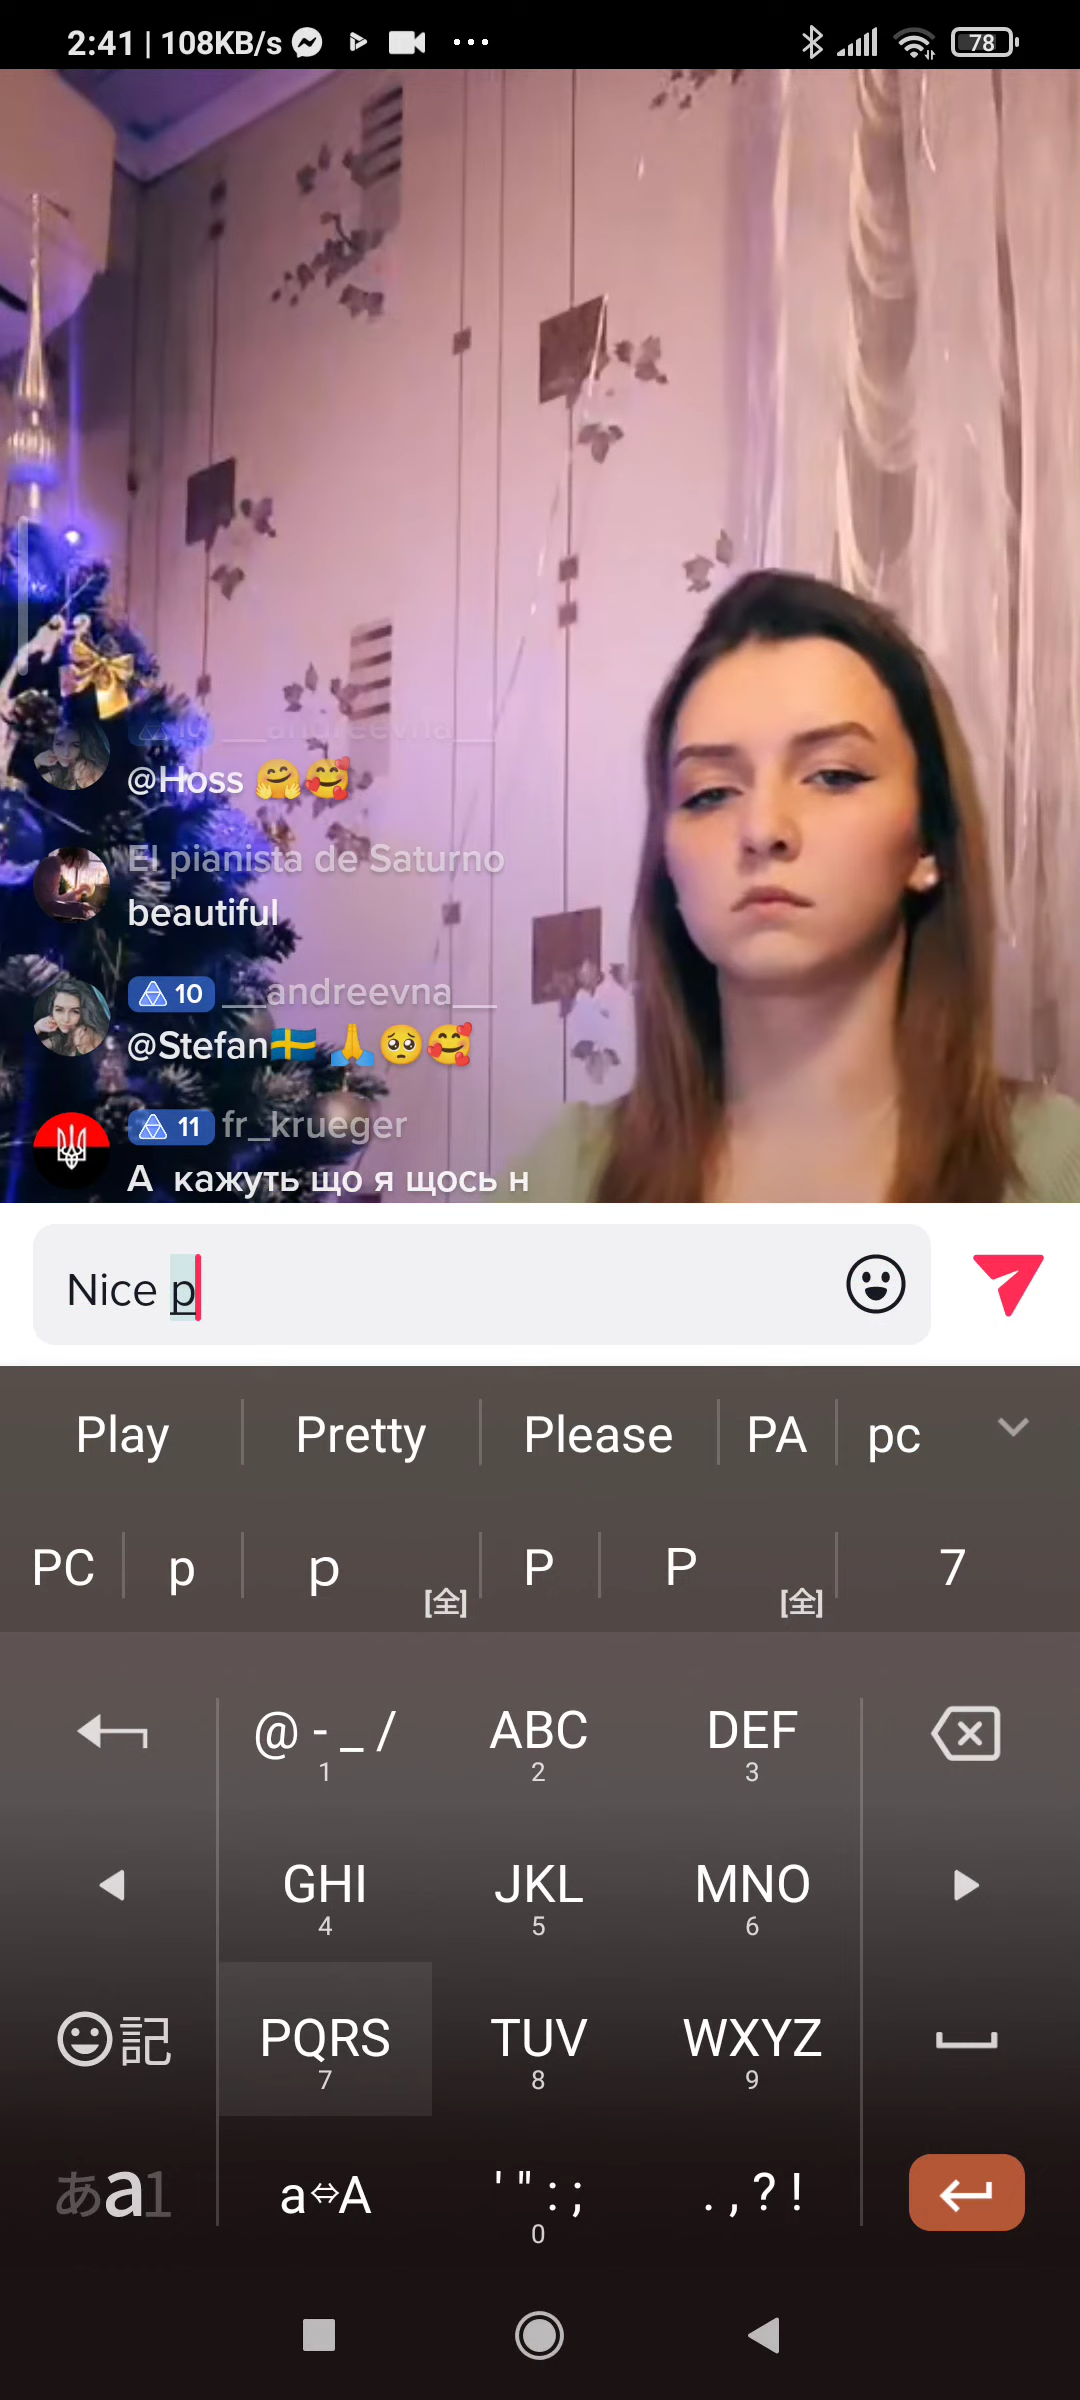 2:41 | 108KB/s
78
10 __andreevna__
@Hoss 🤗🥰
El pianista de Saturno
beautiful
10 __andreevna__
@Stefan🇸🇪 🙏🥺🥰
11 fr_krueger
А кажуть що я щось н
Nice p
Play Pretty Please PA pc
PC p p [全] P P [全] 7
@ - _ / ABC DEF
1 2 3
GHI JKL MNO
4 5 6
記 PQRS TUV WXYZ
7 8 9
あa1 a⇔A ' " : ; . , ? !
0